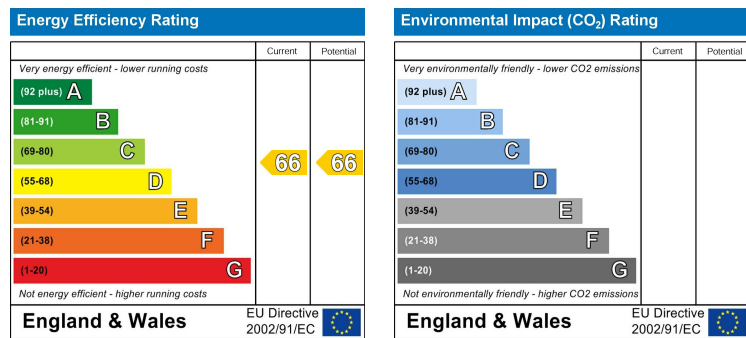 Energy Efficiency Rating
Current Potential
Very energy efficient - lower running costs
(92 plus) A
(81-91) B
(69-80) C
66 66
(55-68) D
(39-54) E
(21-38) F
(1-20) G
Not energy efficient - higher running costs
England & Wales
EU Directive
2002/91/EC
Environmental Impact (CO₂) Rating
Current Potential
Very environmentally friendly - lower CO2 emissions
(92 plus) A
(81-91) B
(69-80) C
(55-68) D
(39-54) E
(21-38) F
(1-20) G
Not environmentally friendly - higher CO2 emissions
England & Wales
EU Directive
2002/91/EC